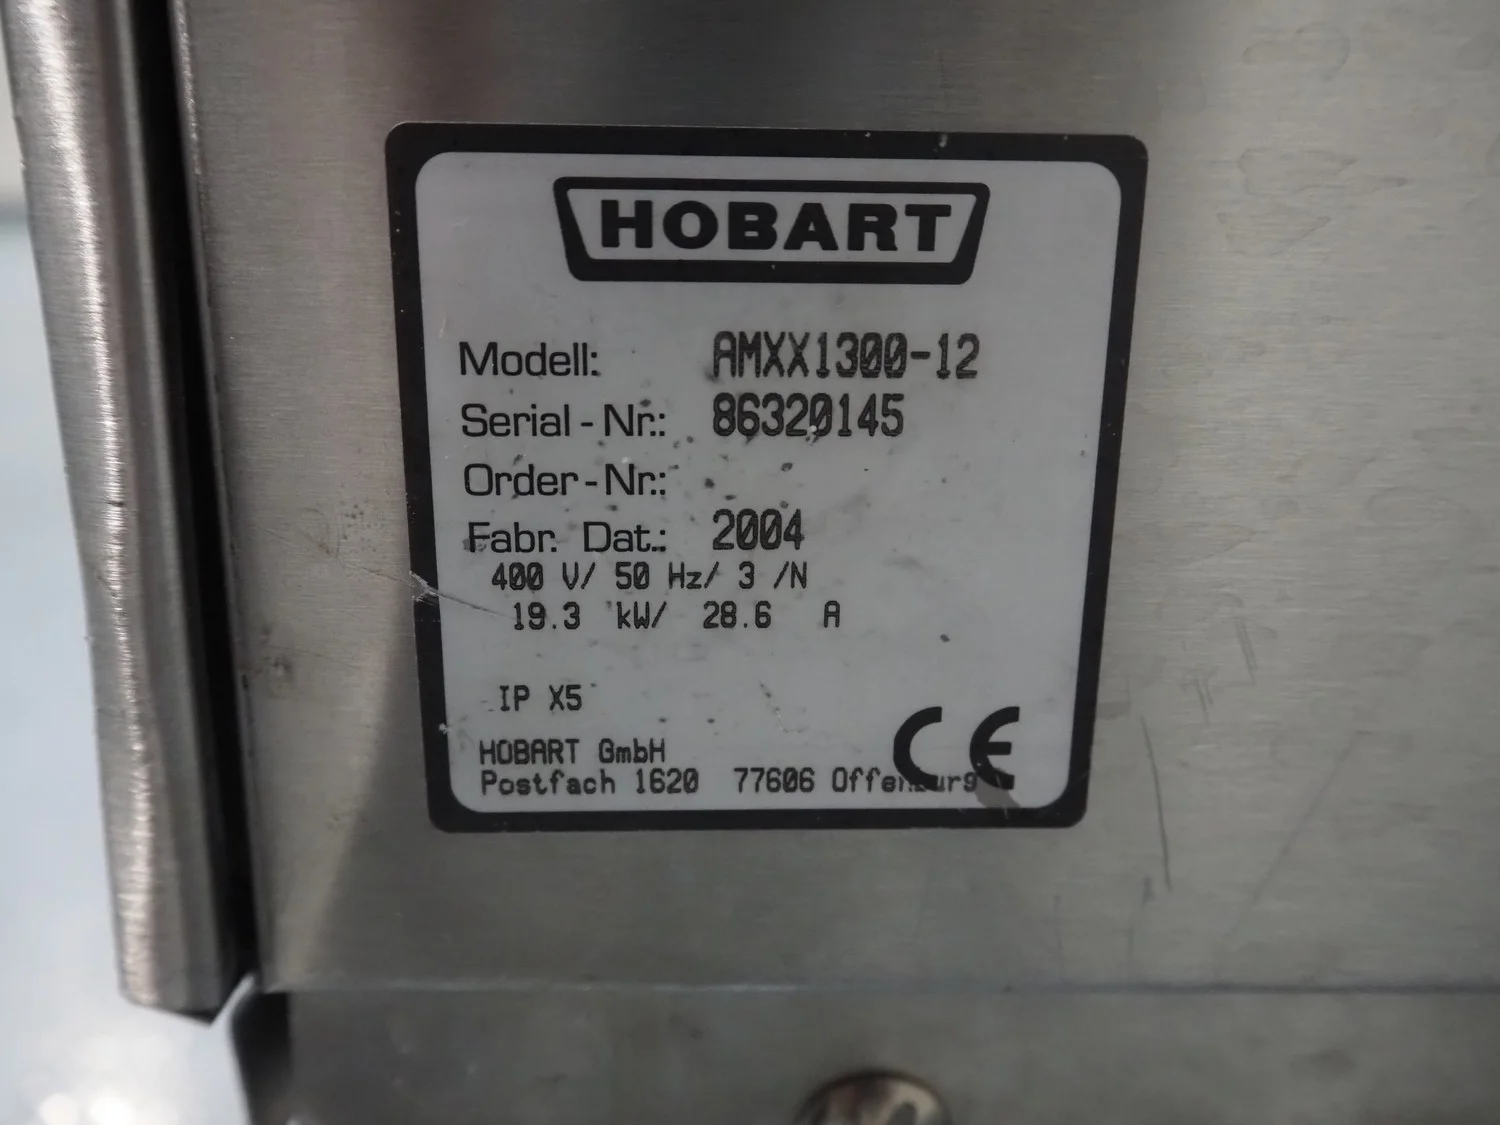 HOBART
Modell: AMXX1300-12
Serial-Nr.: 86320145
Order-Nr.:
Fabr. Dat.: 2004
400 V/ 50 Hz/ 3 /N
19.3 kW/ 28.6 A
IP X5
HOBART GmbH
Postfach 1620 77606 Offenburg
CE